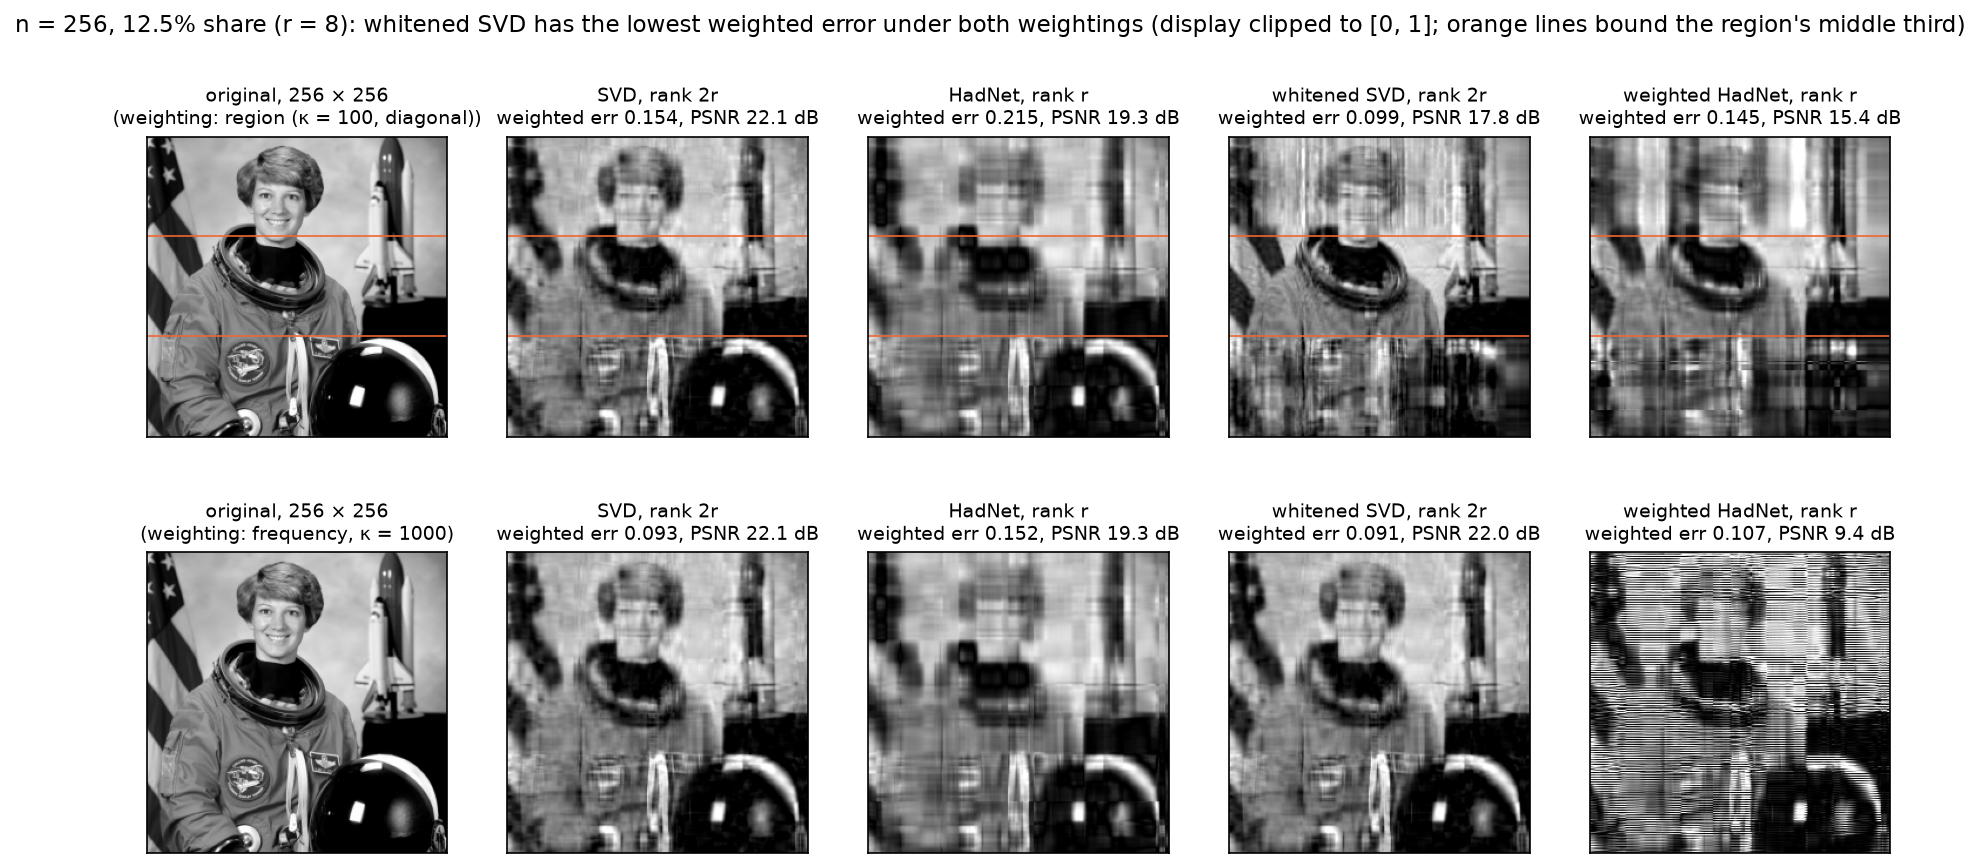 n = 256, 12.5% share (r = 8): whitened SVD has the lowest weighted error under both weightings (display clipped to [0, 1]; orange lines bound the region's middle third)
original, 256 × 256
(weighting: region (κ = 100, diagonal))
SVD, rank 2r
weighted err 0.154, PSNR 22.1 dB
HadNet, rank r
weighted err 0.215, PSNR 19.3 dB
whitened SVD, rank 2r
weighted err 0.099, PSNR 17.8 dB
weighted HadNet, rank r
weighted err 0.145, PSNR 15.4 dB
original, 256 × 256
(weighting: frequency, κ = 1000)
SVD, rank 2r
weighted err 0.093, PSNR 22.1 dB
HadNet, rank r
weighted err 0.152, PSNR 19.3 dB
whitened SVD, rank 2r
weighted err 0.091, PSNR 22.0 dB
weighted HadNet, rank r
weighted err 0.107, PSNR 9.4 dB